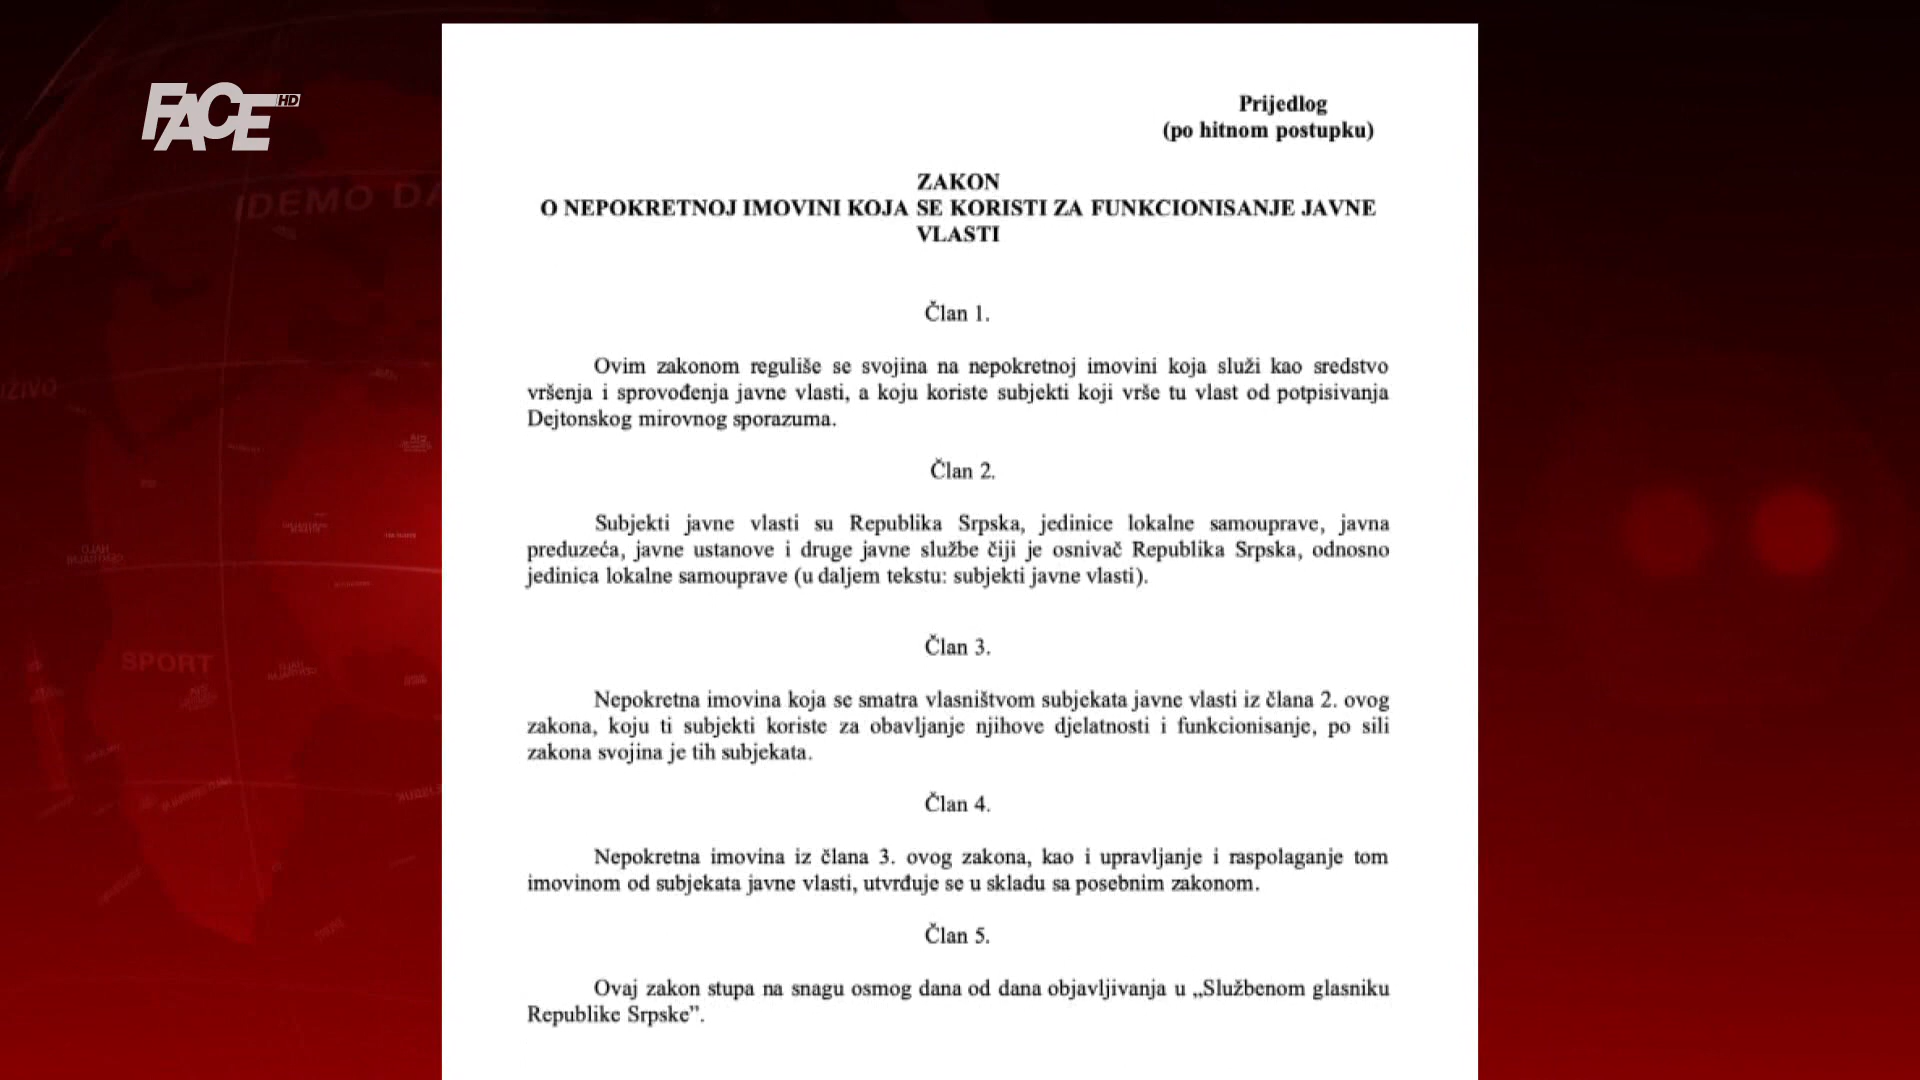 FACE HD
IDEMO DA
UŽIVO
SPORT
Prijedlog
(po hitnom postupku)
ZAKON
O NEPOKRETNOJ IMOVINI KOJA SE KORISTI ZA FUNKCIONISANJE JAVNE
VLASTI
Član 1.
Ovim zakonom reguliše se svojina na nepokretnoj imovini koja služi kao sredstvo
vršenja i sprovođenja javne vlasti, a koju koriste subjekti koji vrše tu vlast od potpisivanja
Dejtonskog mirovnog sporazuma.
Član 2.
Subjekti javne vlasti su Republika Srpska, jedinice lokalne samouprave, javna
preduzeća, javne ustanove i druge javne službe čiji je osnivač Republika Srpska, odnosno
jedinica lokalne samouprave (u daljem tekstu: subjekti javne vlasti).
Član 3.
Nepokretna imovina koja se smatra vlasništvom subjekata javne vlasti iz člana 2. ovog
zakona, koju ti subjekti koriste za obavljanje njihove djelatnosti i funkcionisanje, po sili
zakona svojina je tih subjekata.
Član 4.
Nepokretna imovina iz člana 3. ovog zakona, kao i upravljanje i raspolaganje tom
imovinom od subjekata javne vlasti, utvrđuje se u skladu sa posebnim zakonom.
Član 5.
Ovaj zakon stupa na snagu osmog dana od dana objavljivanja u „Službenom glasniku
Republike Srpske”.